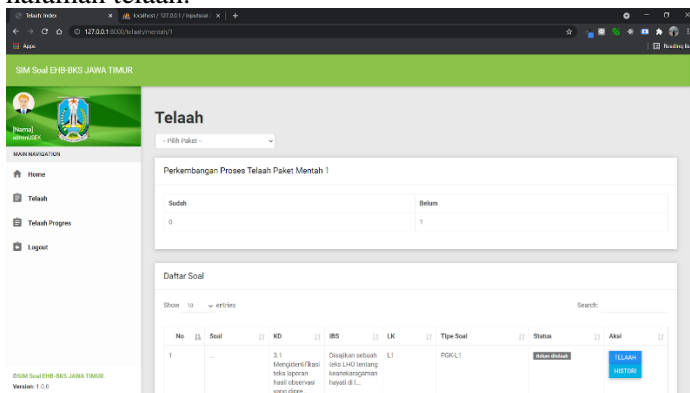 halaman telaah.
Telaah Index
localhost / 127.0.0.1 / inputsoal
127.0.0.1:8000/telaah/mentah/1
Apps
Reading list
SIM Soal EHB-BKS JAWA TIMUR
[Nama]
MAIN NAVIGATION
Home
Telaah
Telaah Progres
Logout
©SIM Soal EHB-BKS JAWA TIMUR.
Version: 1.0.0
Telaah
-- Pilih Paket --
Perkembangan Proses Telaah Paket Mentah 1
Sudah Belum
0 1
Daftar Soal
Show 10 entries Search:
No Soal KD IBS LK Tipe Soal Status Aksi
1 ... 3.1 Disajikan sebuah L1 PGK-L1 Belum ditelaah TELAAH
Mengidentifikasi teks LHO tentang HISTORI
teks laporan keanekaragaman
hasil observasi hayati di I...
yang dipre...